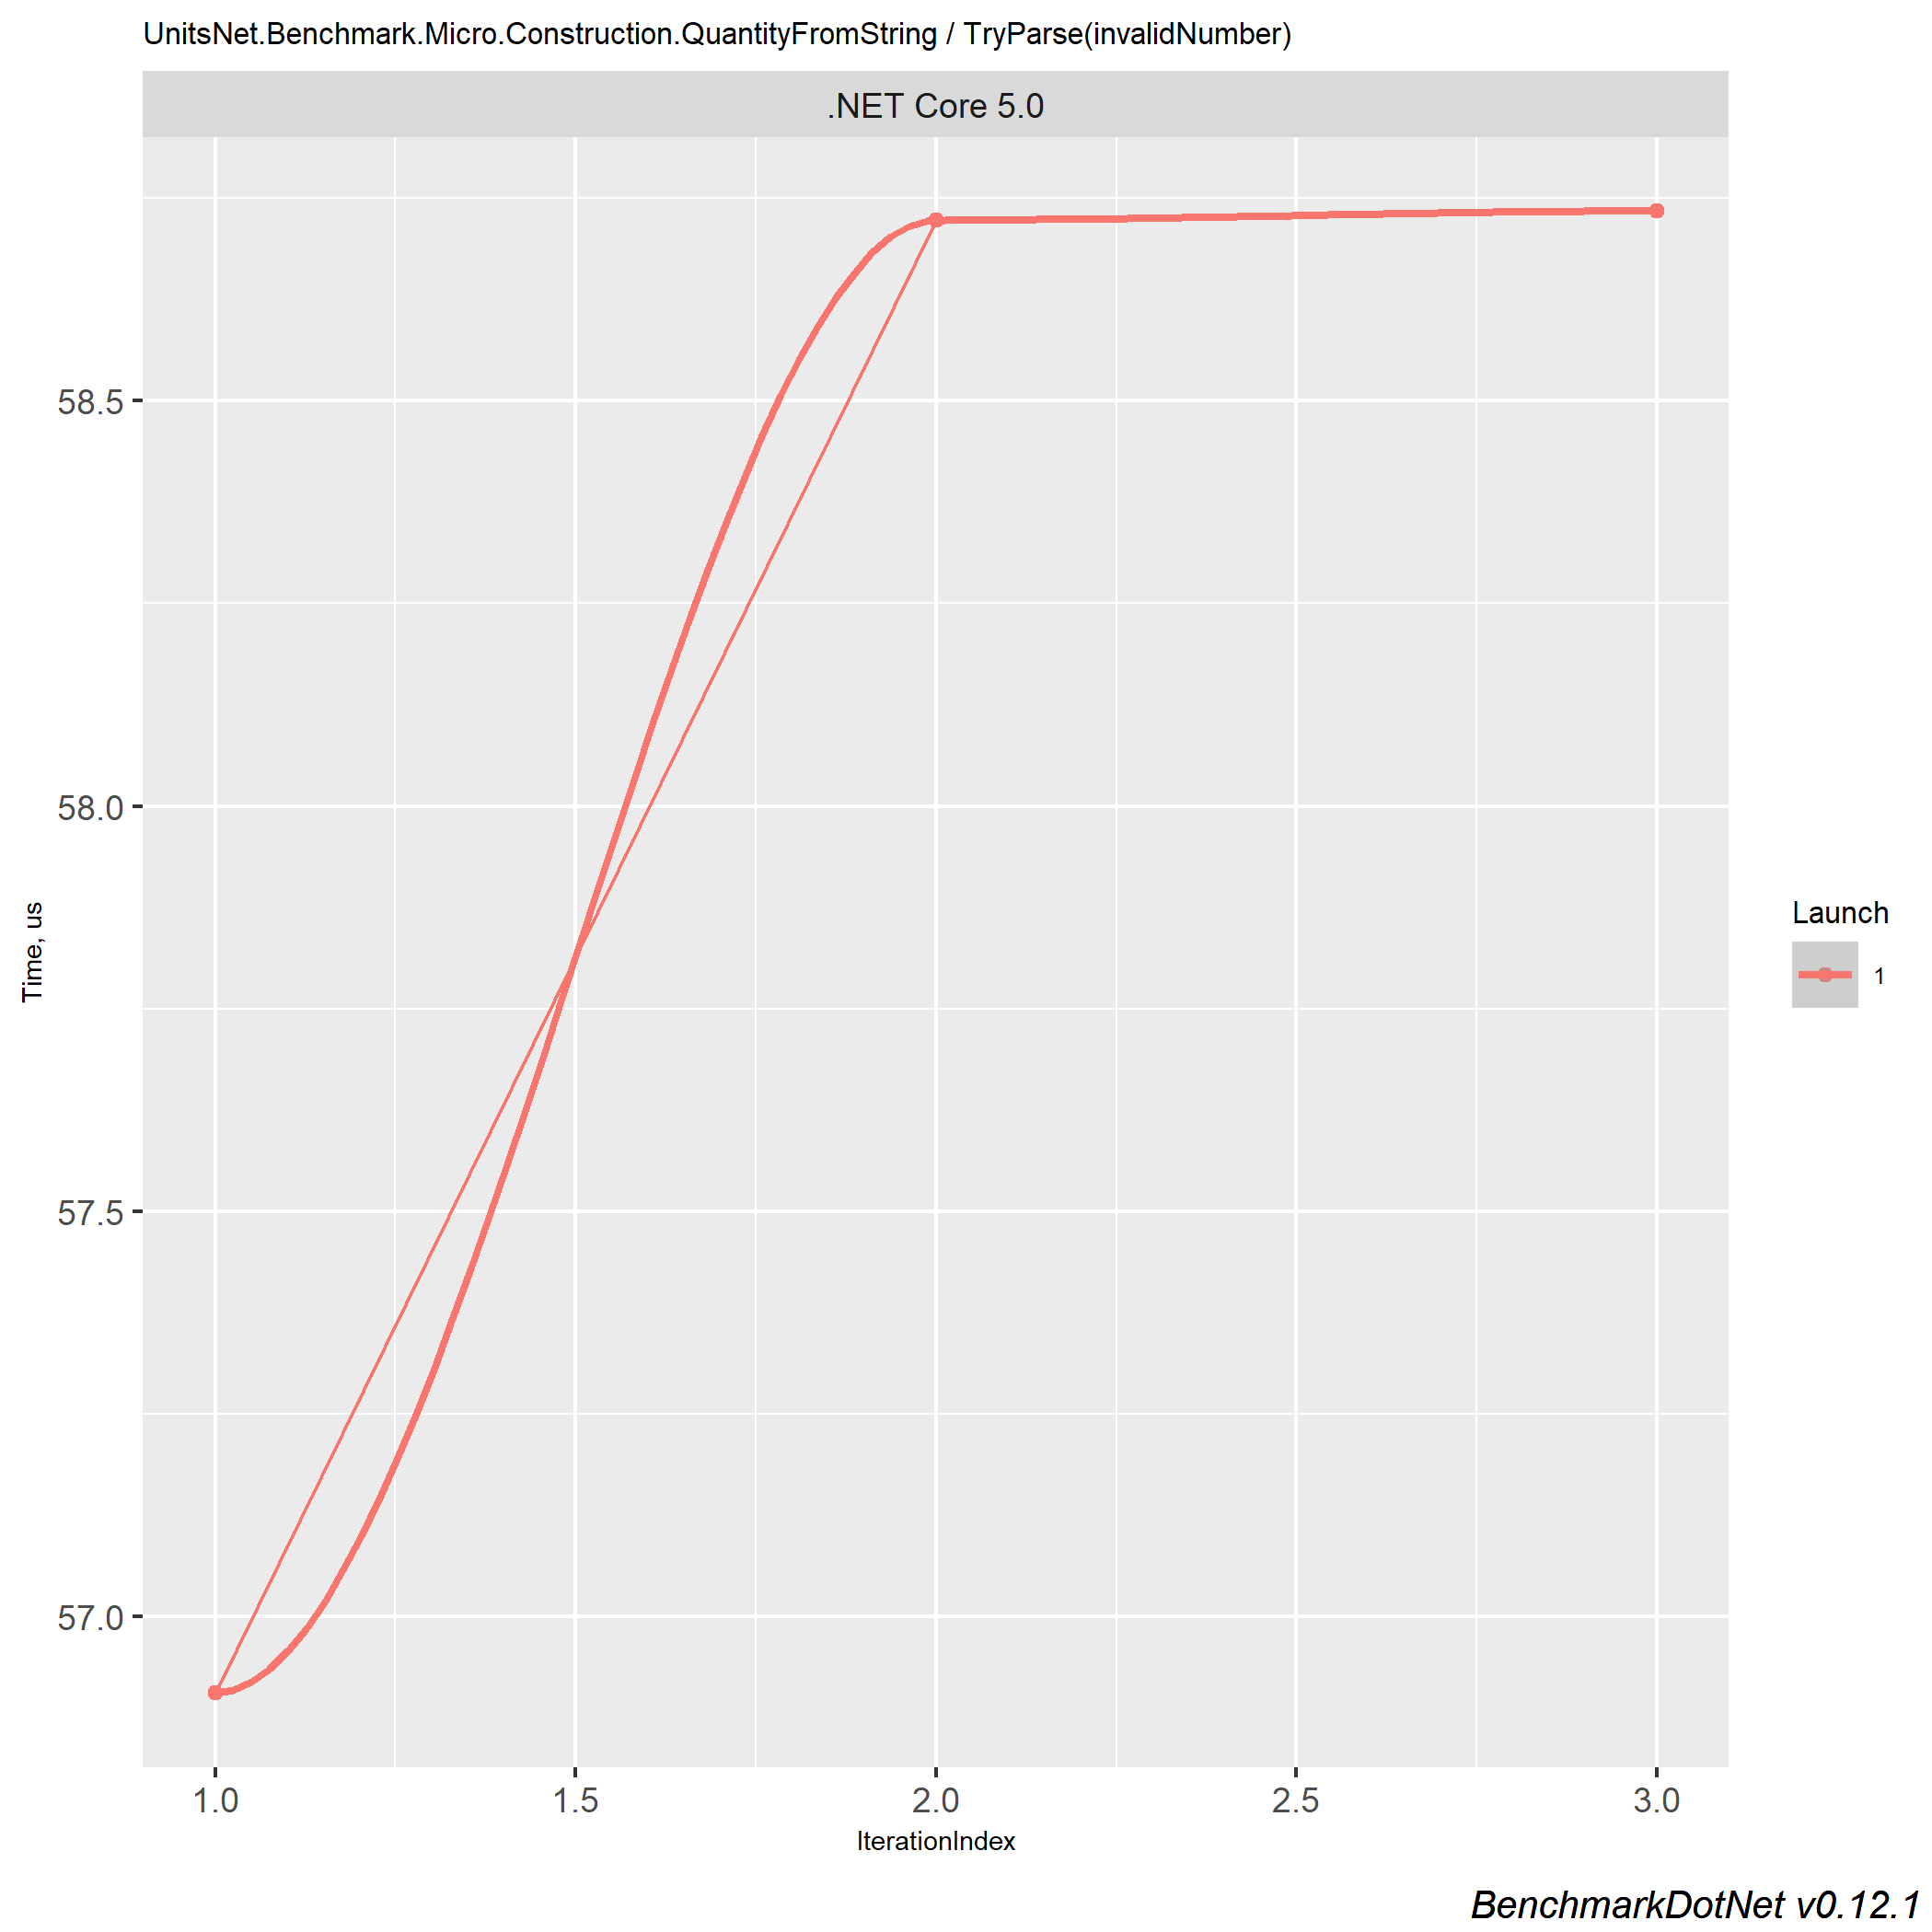 UnitsNet.Benchmark.Micro.Construction.QuantityFromString / TryParse(invalidNumber)
.NET Core 5.0
58.5
58.0
57.5
57.0
Time, us
1.0 1.5 2.0 2.5 3.0
IterationIndex
Launch
1
BenchmarkDotNet v0.12.1